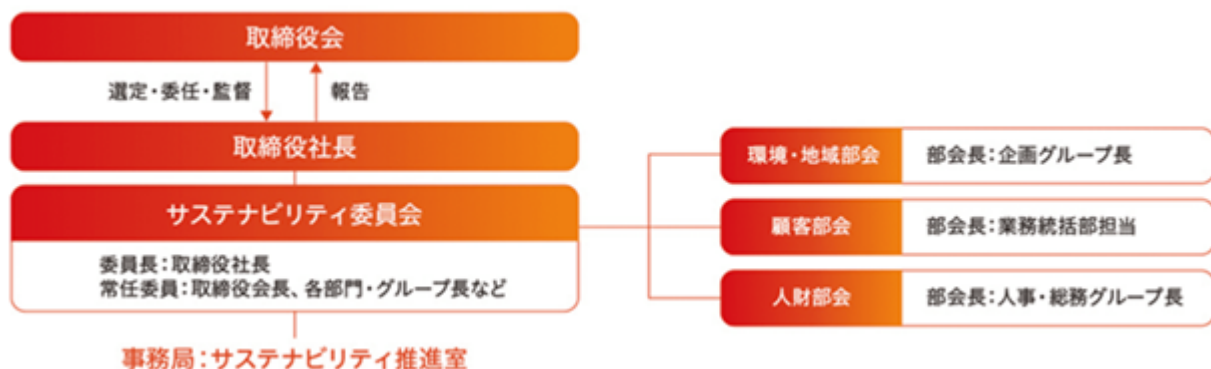 取締役会
選定・委任・監督
報告
取締役社長
サステナビリティ委員会
委員長：取締役社長
常任委員：取締役会長、各部門・グループ長など
事務局：サステナビリティ推進室
環境・地域部会
部会長：企画グループ長
顧客部会
部会長：業務統括部担当
人財部会
部会長：人事・総務グループ長